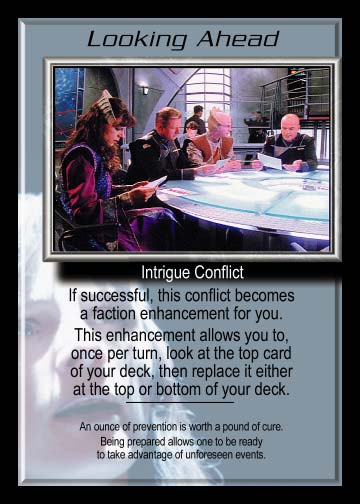 Looking Ahead
Intrigue Conflict
If successful, this conflict becomes
a faction enhancement for you.
This enhancement allows you to,
once per turn, look at the top card
of your deck, then replace it either
at the top or bottom of your deck.
An ounce of prevention is worth a pound of cure.
Being prepared allows one to be ready
to take advantage of unforeseen events.